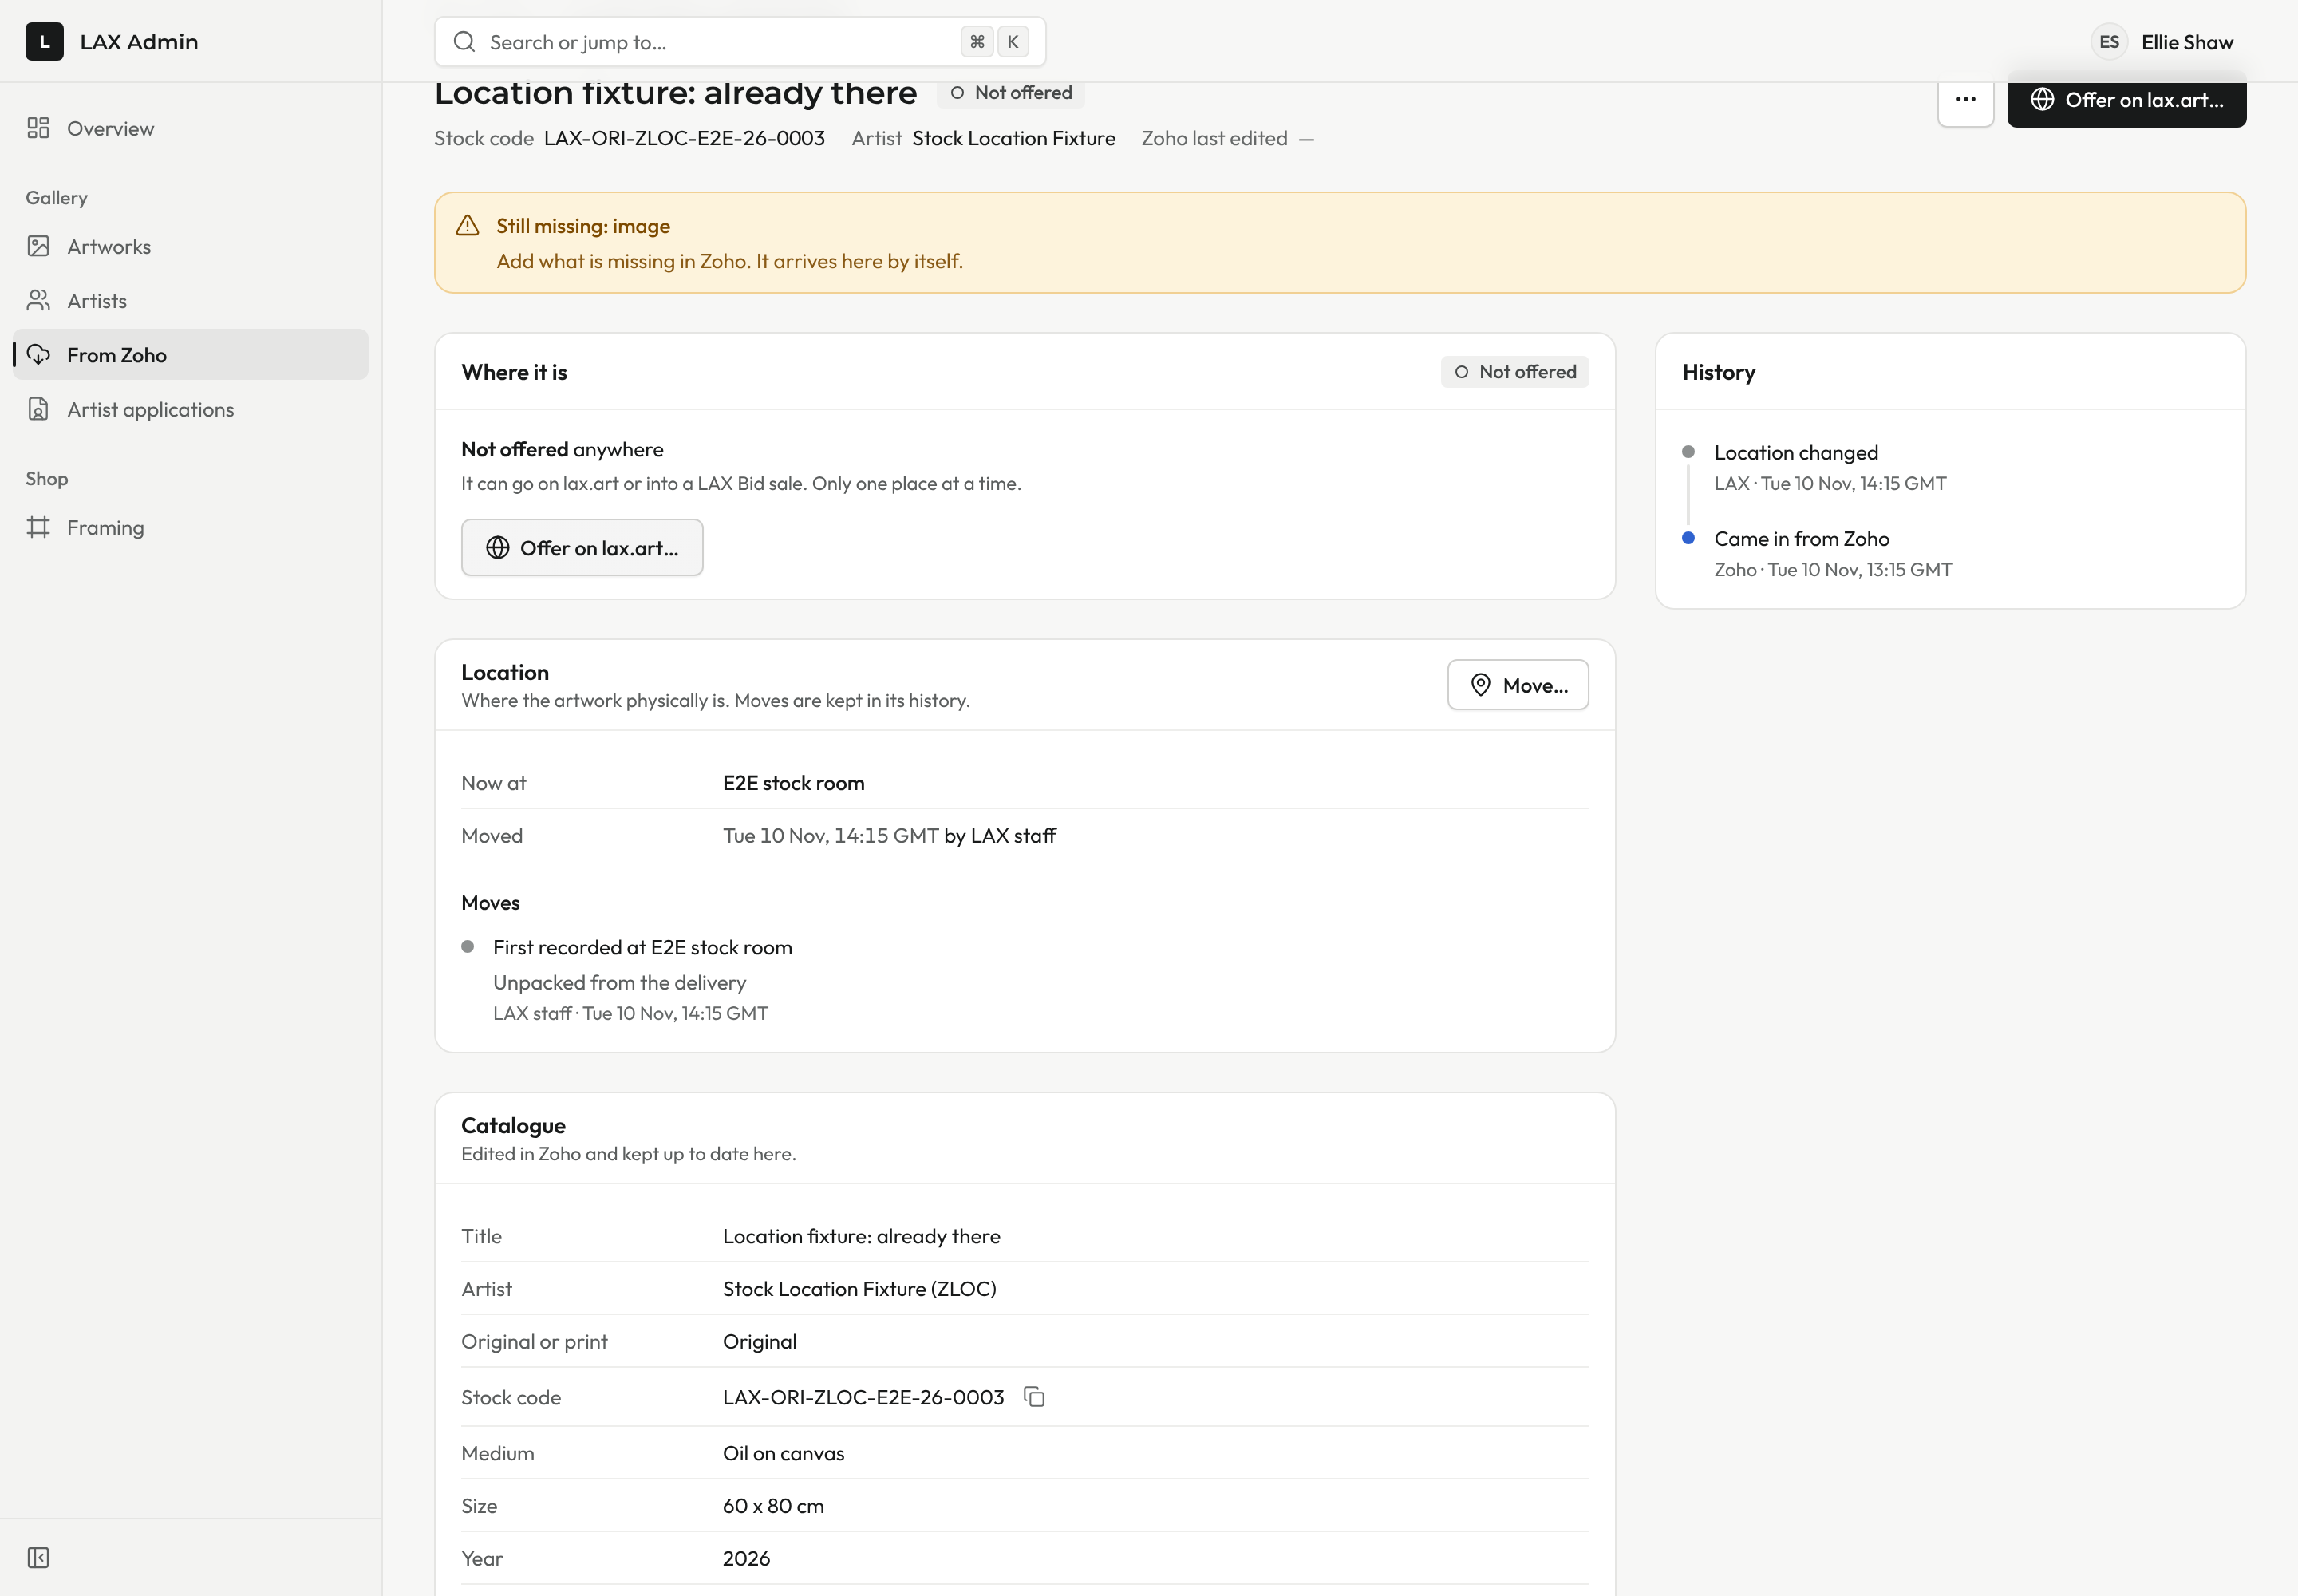 L LAX Admin
Search or jump to...
⌘ K
ES Ellie Shaw
Overview
Gallery
Artworks
Artists
From Zoho
Artist applications
Shop
Framing
Location fixture: already there
Not offered
... Offer on lax.art...
Stock code LAX-ORI-ZLOC-E2E-26-0003 Artist Stock Location Fixture Zoho last edited —
Still missing: image
Add what is missing in Zoho. It arrives here by itself.
Where it is
Not offered
Not offered anywhere
It can go on lax.art or into a LAX Bid sale. Only one place at a time.
Offer on lax.art...
History
Location changed
LAX · Tue 10 Nov, 14:15 GMT
Came in from Zoho
Zoho · Tue 10 Nov, 13:15 GMT
Location
Where the artwork physically is. Moves are kept in its history.
Move...
Now at E2E stock room
Moved Tue 10 Nov, 14:15 GMT by LAX staff
Moves
First recorded at E2E stock room
Unpacked from the delivery
LAX staff · Tue 10 Nov, 14:15 GMT
Catalogue
Edited in Zoho and kept up to date here.
Title Location fixture: already there
Artist Stock Location Fixture (ZLOC)
Original or print Original
Stock code LAX-ORI-ZLOC-E2E-26-0003
Medium Oil on canvas
Size 60 x 80 cm
Year 2026